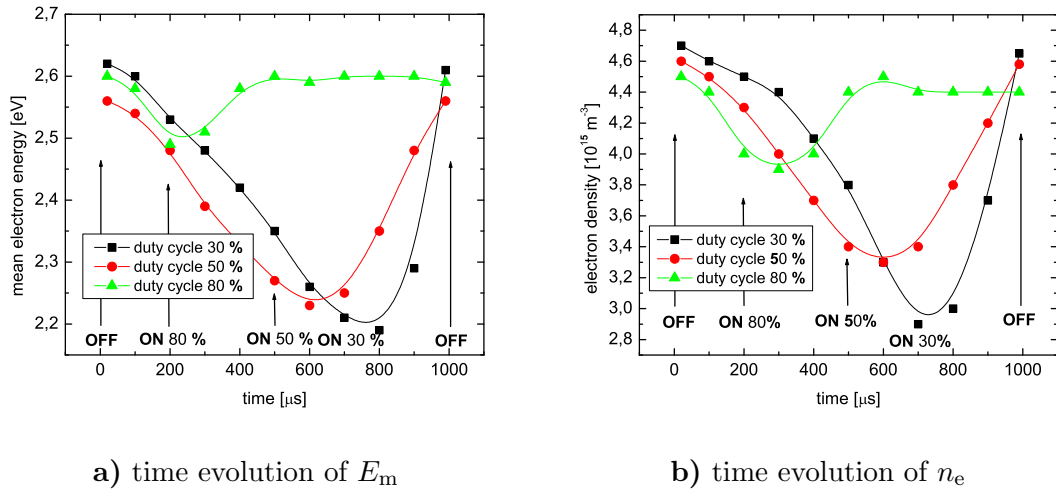 2,7
2,6
2,5
2,4
2,3
2,2
mean electron energy [eV]
duty cycle 30 %
duty cycle 50 %
duty cycle 80 %
OFF
ON 80 %
ON 50 %
ON 30 %
OFF
0 200 400 600 800 1000
time [μs]
a) time evolution of Em
4,8
4,6
4,4
4,2
4,0
3,8
3,6
3,4
3,2
3,0
2,8
electron density [10¹⁵ m⁻³]
duty cycle 30 %
duty cycle 50 %
duty cycle 80 %
OFF
ON 80%
ON 50%
ON 30%
OFF
0 200 400 600 800 1000
time [μs]
b) time evolution of ne